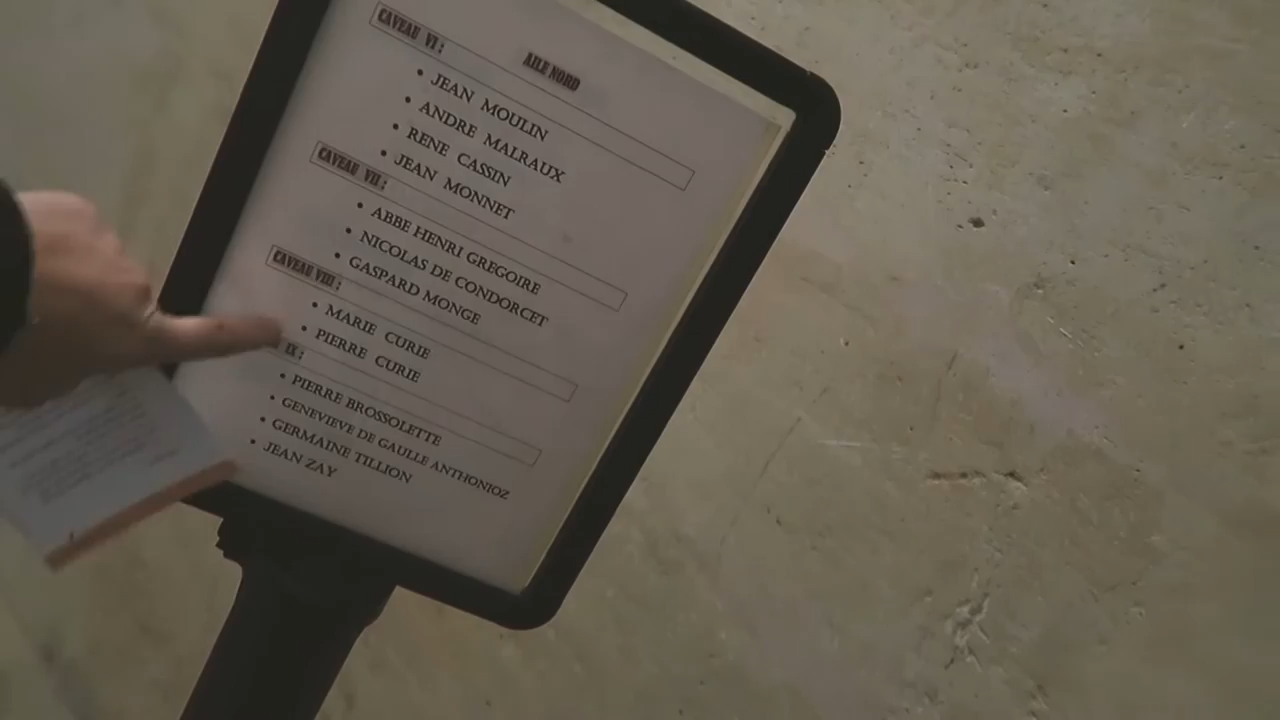 AILE NORD
CAVEAU VI :
JEAN MOULIN
ANDRE MALRAUX
RENE CASSIN
JEAN MONNET
CAVEAU VII :
ABBE HENRI GREGOIRE
NICOLAS DE CONDORCET
GASPARD MONGE
CAVEAU VIII :
MARIE CURIE
PIERRE CURIE
IX :
PIERRE BROSSOLETTE
GENEVIEVE DE GAULLE ANTHONIOZ
GERMAINE TILLION
JEAN ZAY